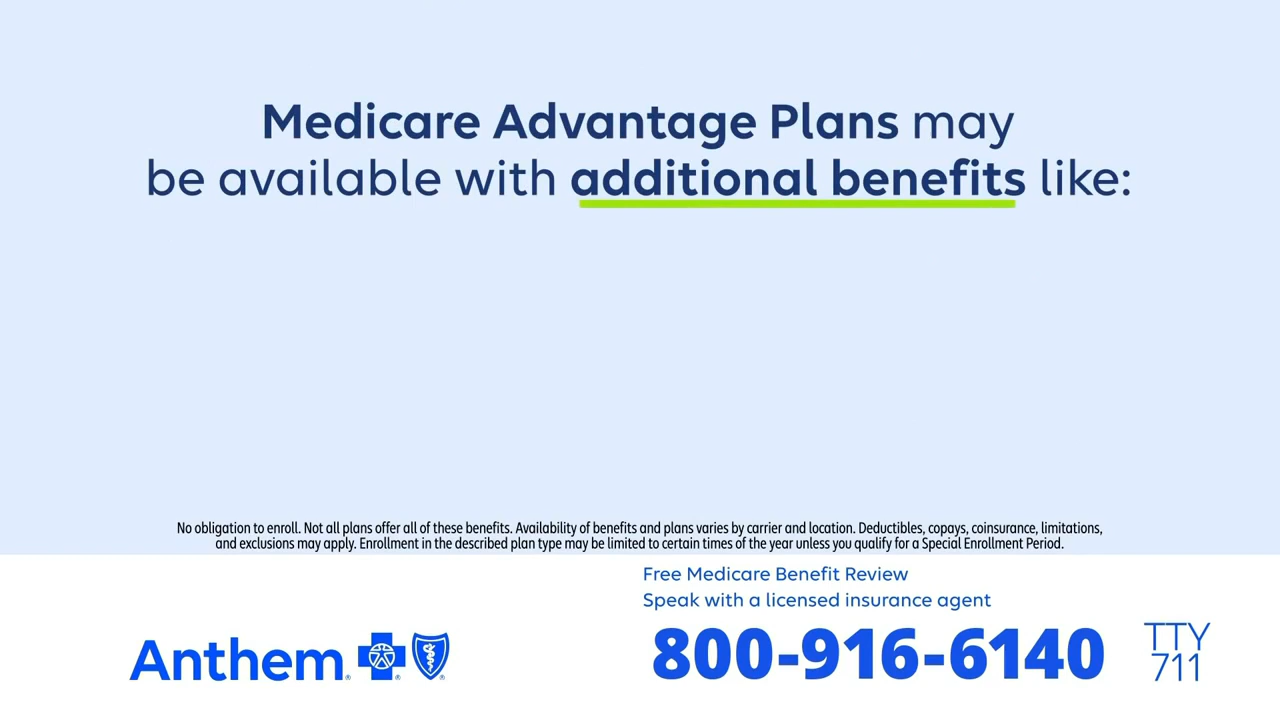 Medicare Advantage Plans may
be available with additional benefits like:
No obligation to enroll. Not all plans offer all of these benefits. Availability of benefits and plans varies by carrier and location. Deductibles, copays, coinsurance, limitations,
and exclusions may apply. Enrollment in the described plan type may be limited to certain times of the year unless you qualify for a Special Enrollment Period.
Free Medicare Benefit Review
Speak with a licensed insurance agent
Anthem®
800-916-6140
TTY
711